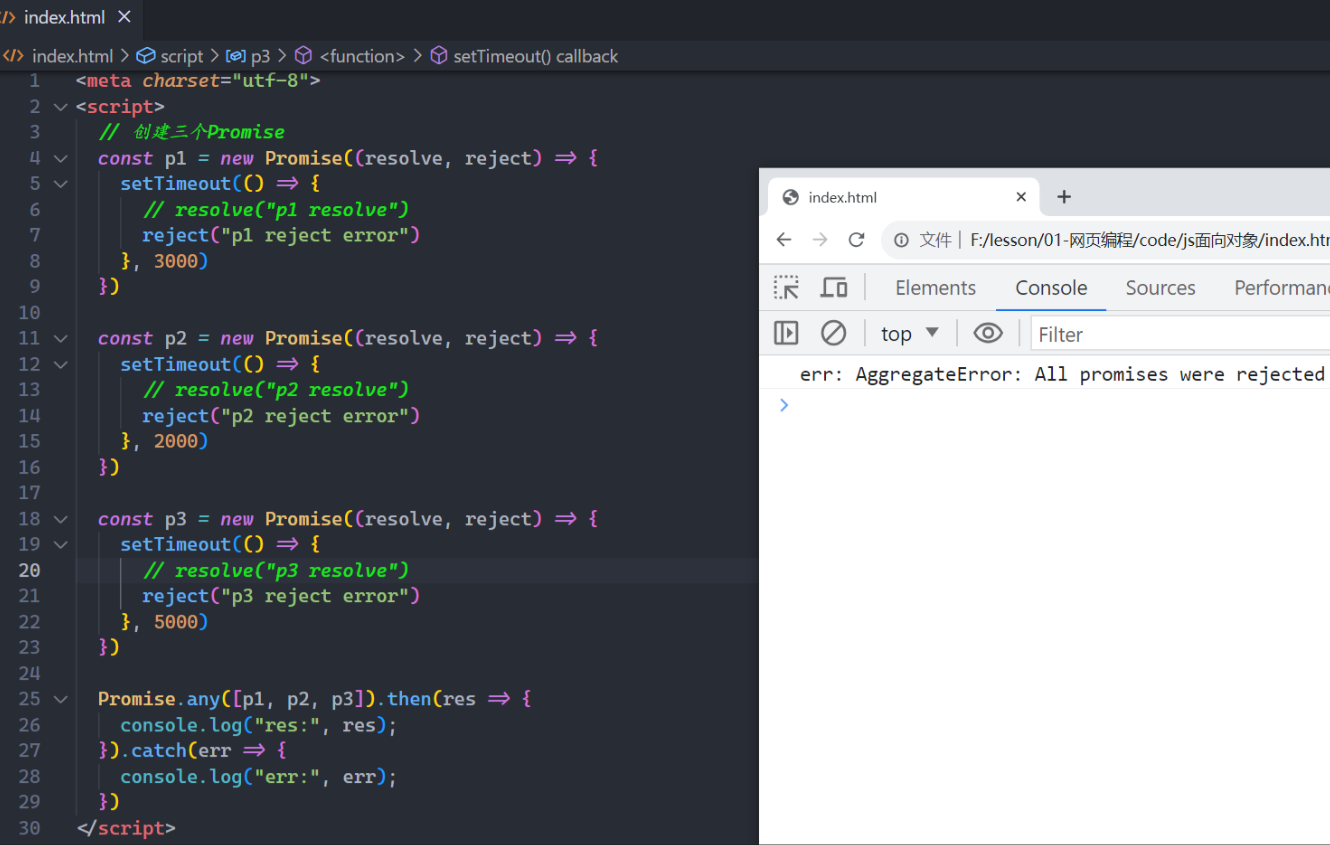 index.html
index.html > script > p3 > <function> > setTimeout() callback
1 <meta charset="utf-8">
2 <script>
3 // 创建三个Promise
4 const p1 = new Promise((resolve, reject) => {
5 setTimeout(() => {
6 // resolve("p1 resolve")
7 reject("p1 reject error")
8 }, 3000)
9 })
10
11 const p2 = new Promise((resolve, reject) => {
12 setTimeout(() => {
13 // resolve("p2 resolve")
14 reject("p2 reject error")
15 }, 2000)
16 })
17
18 const p3 = new Promise((resolve, reject) => {
19 setTimeout(() => {
20 // resolve("p3 resolve")
21 reject("p3 reject error")
22 }, 5000)
23 })
24
25 Promise.any([p1, p2, p3]).then(res => {
26 console.log("res:", res);
27 }).catch(err => {
28 console.log("err:", err);
29 })
30 </script>
index.html
文件 | F:/lesson/01-网页编程/code/js面向对象/index.htm
Elements Console Sources Performan
top Filter
err: AggregateError: All promises were rejected